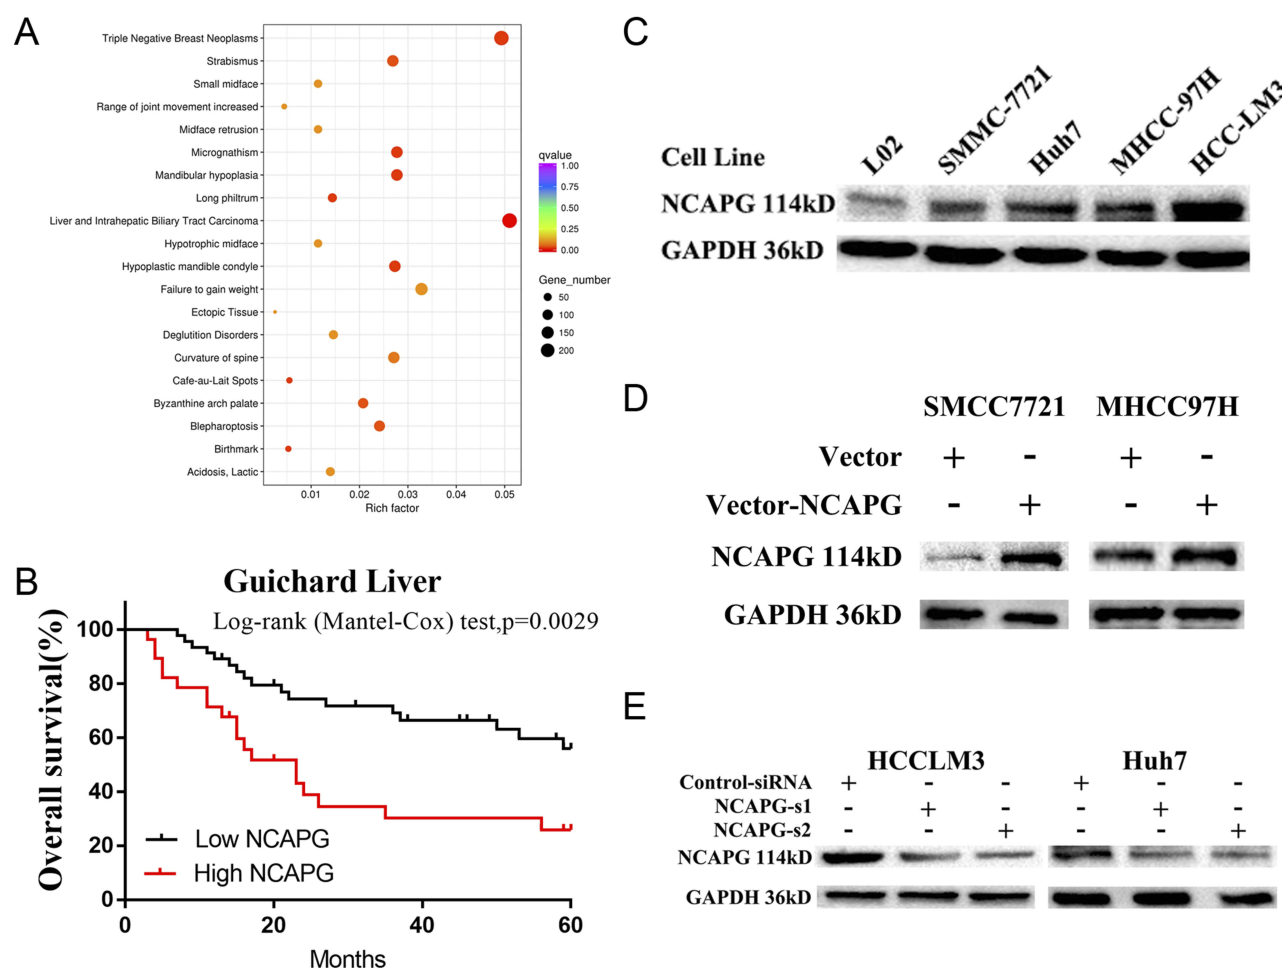 A
Triple Negative Breast Neoplasms
Strabismus
Small midface
Range of joint movement increased
Midface retrusion
Micrognathism
Mandibular hypoplasia
Long philtrum
Liver and Intrahepatic Biliary Tract Carcinoma
Hypotrophic midface
Hypoplastic mandible condyle
Failure to gain weight
Ectopic Tissue
Deglutition Disorders
Curvature of spine
Cafe-au-Lait Spots
Byzanthine arch palate
Blepharoptosis
Birthmark
Acidosis, Lactic
0.01 0.02 0.03 0.04 0.05
Rich factor
qvalue
1.00
0.75
0.50
0.25
0.00
Gene_number
50
100
150
200
B
Guichard Liver
Log-rank (Mantel-Cox) test,p=0.0029
Overall survival(%)
100
80
60
40
20
0
Low NCAPG
High NCAPG
0 20 40 60
Months
C
Cell Line L02 SMMC-7721 Huh7 MHCC-97H HCC-LM3
NCAPG 114kD
GAPDH 36kD
D
SMCC7721 MHCC97H
Vector + - + -
Vector-NCAPG - + - +
NCAPG 114kD
GAPDH 36kD
E
HCCLM3 Huh7
Control-siRNA + - - + - -
NCAPG-s1 - + - - + -
NCAPG-s2 - - + - - +
NCAPG 114kD
GAPDH 36kD